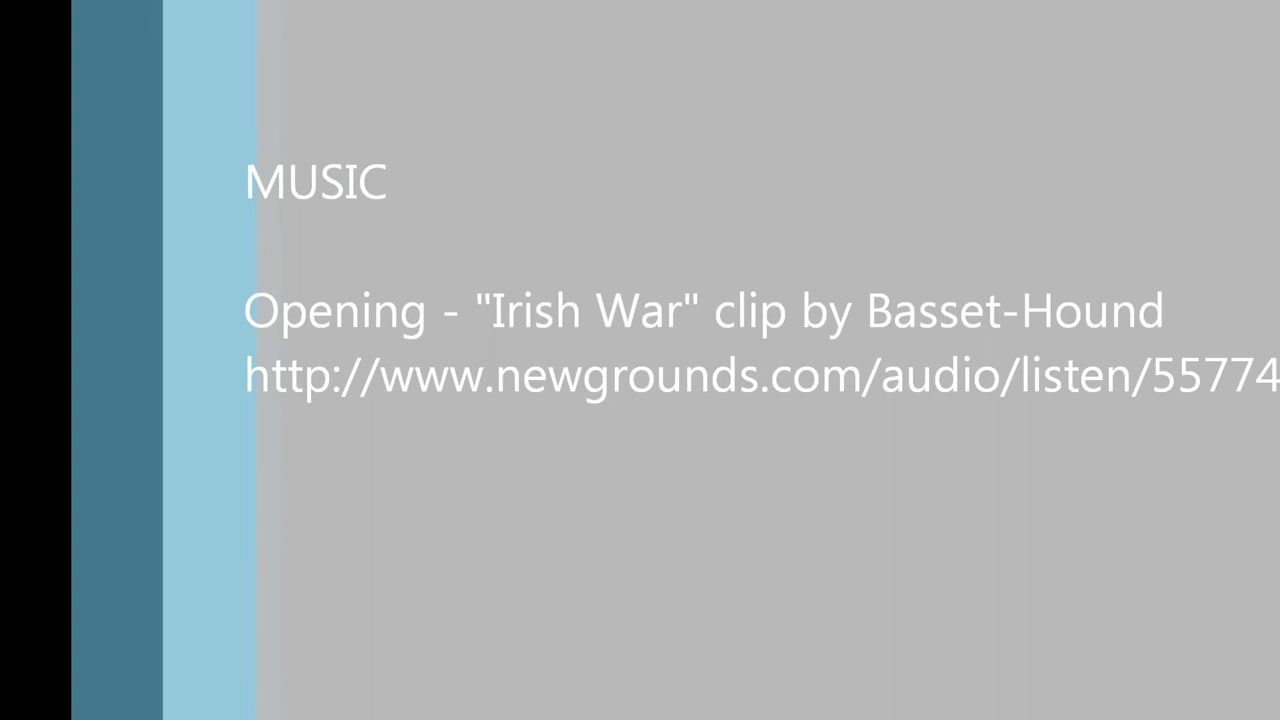 MUSIC
Opening - "Irish War" clip by Basset-Hound
http://www.newgrounds.com/audio/listen/55774